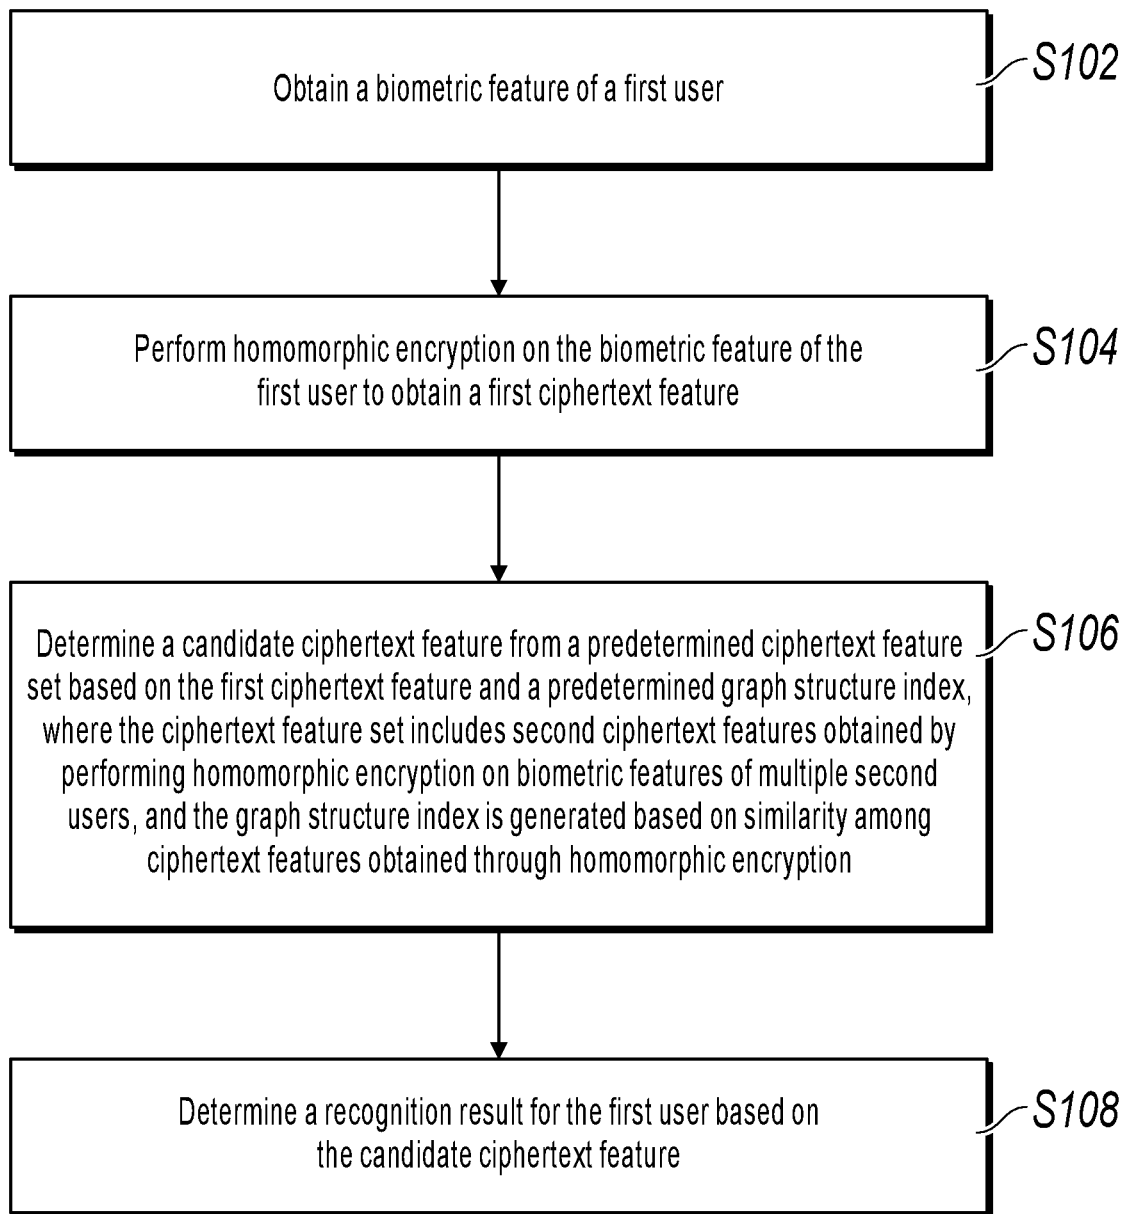 Obtain a biometric feature of a first user
S102
Perform homomorphic encryption on the biometric feature of the
first user to obtain a first ciphertext feature
S104
Determine a candidate ciphertext feature from a predetermined ciphertext feature
set based on the first ciphertext feature and a predetermined graph structure index,
where the ciphertext feature set includes second ciphertext features obtained by
performing homomorphic encryption on biometric features of multiple second
users, and the graph structure index is generated based on similarity among
ciphertext features obtained through homomorphic encryption
S106
Determine a recognition result for the first user based on
the candidate ciphertext feature
S108